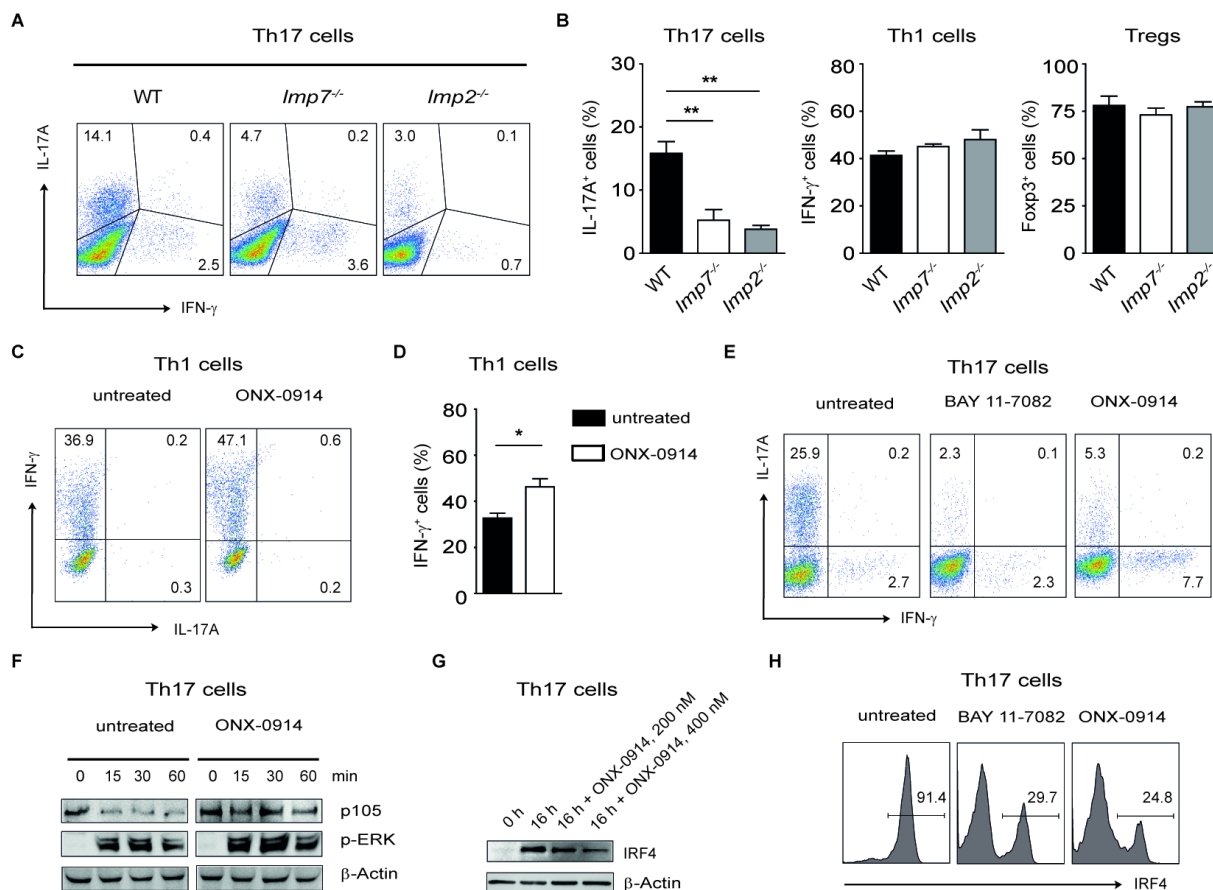 A
Th17 cells
WT
lmp7-/-
lmp2-/-
14.1
0.4
4.7
0.2
3.0
0.1
2.5
3.6
0.7
IL-17A
IFN-γ
B
Th17 cells
Th1 cells
Tregs
30
20
10
0
IL-17A+ cells (%)
**
**
WT
lmp7-/-
lmp2-/-
80
60
40
20
0
IFN-γ+ cells (%)
WT
lmp7-/-
lmp2-/-
100
75
50
25
0
Foxp3+ cells (%)
WT
lmp7-/-
lmp2-/-
C
Th1 cells
untreated
ONX-0914
36.9
0.2
47.1
0.6
0.3
0.2
IFN-γ
IL-17A
D
Th1 cells
80
60
40
20
0
IFN-γ+ cells (%)
*
untreated
ONX-0914
E
Th17 cells
untreated
BAY 11-7082
ONX-0914
25.9
0.2
2.3
0.1
5.3
0.2
2.7
2.3
7.7
IL-17A
IFN-γ
F
Th17 cells
untreated
ONX-0914
0 15 30 60 0 15 30 60 min
p105
p-ERK
β-Actin
G
Th17 cells
0 h
16 h
16 h + ONX-0914, 200 nM
16 h + ONX-0914, 400 nM
IRF4
β-Actin
H
Th17 cells
untreated
BAY 11-7082
ONX-0914
91.4
29.7
24.8
IRF4